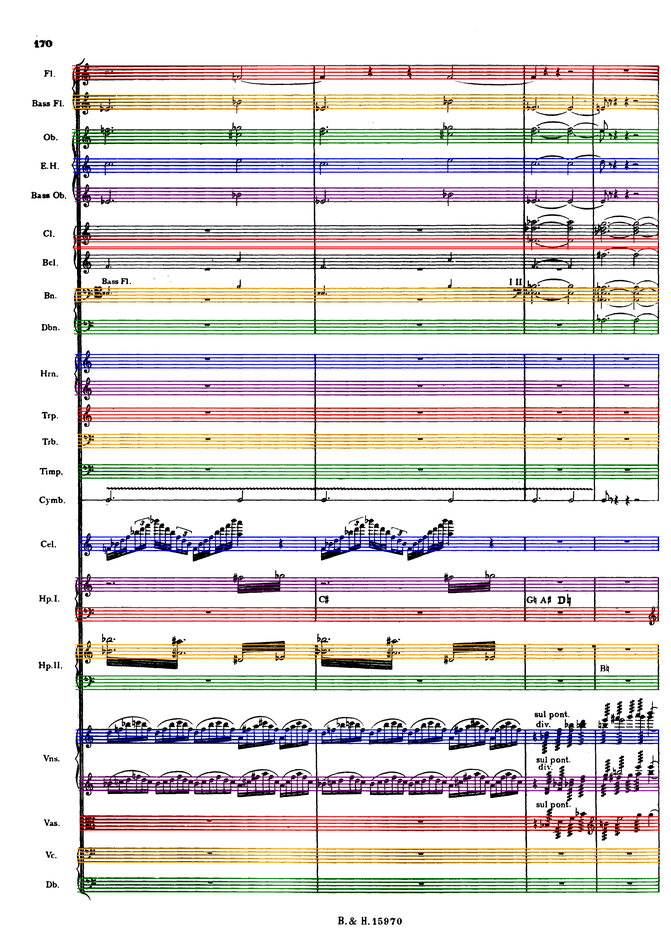 170
Fl.
Bass Fl.
Ob.
E.H.
Bass Ob.
Cl.
Bcl.
Bass Fl.
I II
Bn.
Dbn.
Hrn.
Trp.
Trb.
Timp.
Cymb.
Cel.
Hp. I.
C♯
G♮ A♯ D♮
Hp. II.
B♮
sul pont.
div.
Vns.
sul pont.
div.
sul pont.
Vas.
Vc.
Db.
B. & H. 15970